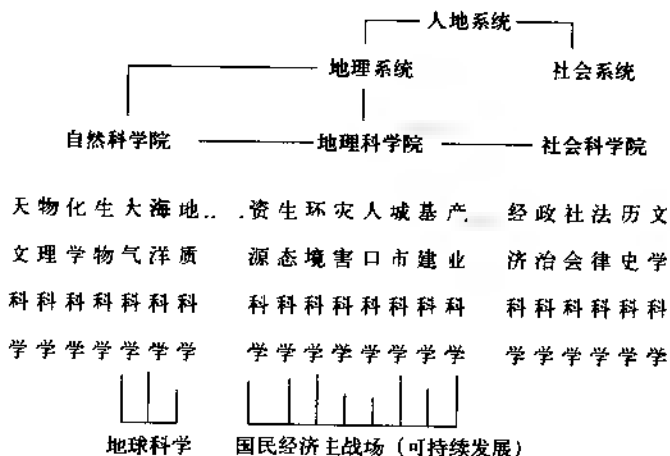 人地系统
地理系统 社会系统
自然科学院 地理科学院 社会科学院
天 物 化 生 大 海 地 .. . 资 生 环 灾 人 城 基 产 经 政 社 法 历 文
文 理 学 物 气 洋 质 源 态 境 害 口 市 建 业 济 治 会 律 史 学
科 科 科 科 科 科 科 科 科 科 科 科 科 科 科 科 科 科 科 科 科
学 学 学 学 学 学 学 学 学 学 学 学 学 学 学 学 学 学 学 学 学
地球科学 国民经济主战场（可持续发展）